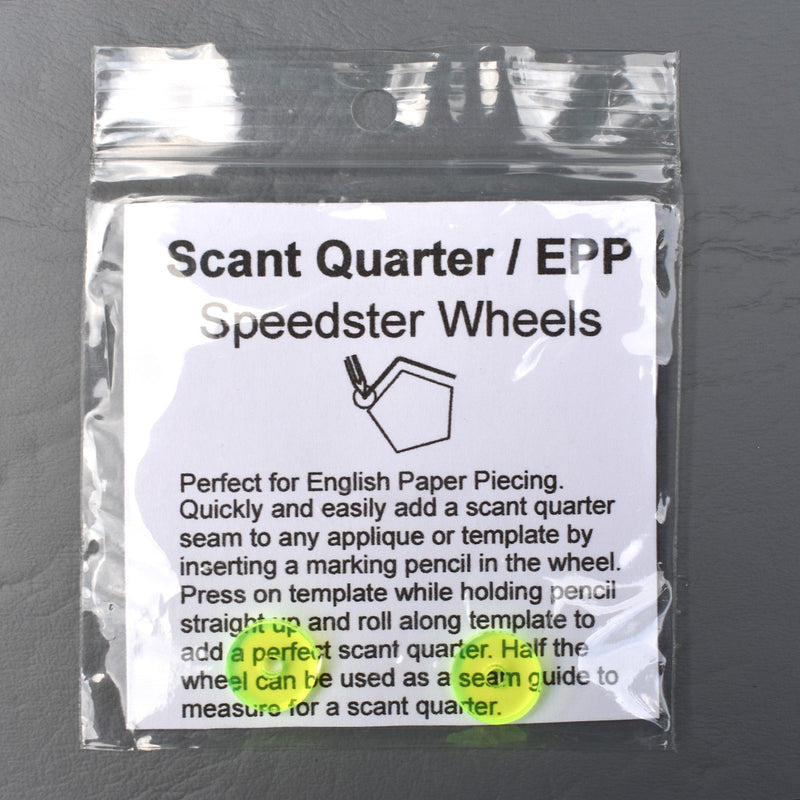 Scant Quarter / EPP
Speedster Wheels
Perfect for English Paper Piecing.
Quickly and easily add a scant quarter
seam to any applique or template by
inserting a marking pencil in the wheel.
Press on template while holding pencil
straight up and roll along template to
add a perfect scant quarter. Half the
wheel can be used as a seam guide to
measure for a scant quarter.